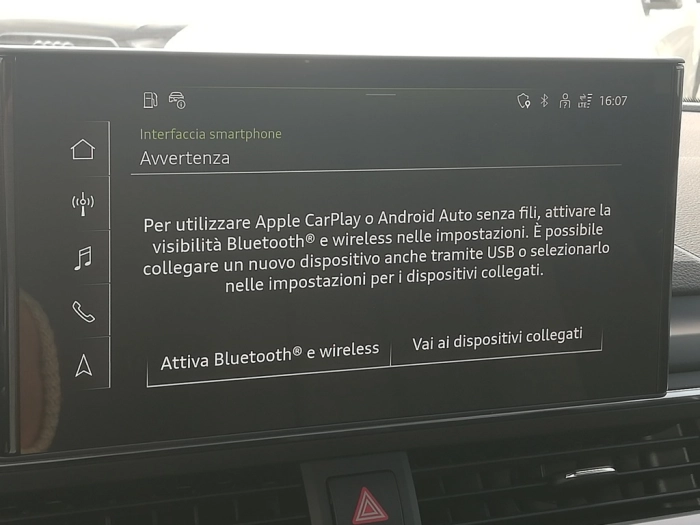 16:07
Interfaccia smartphone
Avvertenza
Per utilizzare Apple CarPlay o Android Auto senza fili, attivare la
visibilità Bluetooth® e wireless nelle impostazioni. È possibile
collegare un nuovo dispositivo anche tramite USB o selezionarlo
nelle impostazioni per i dispositivi collegati.
Attiva Bluetooth® e wireless
Vai ai dispositivi collegati